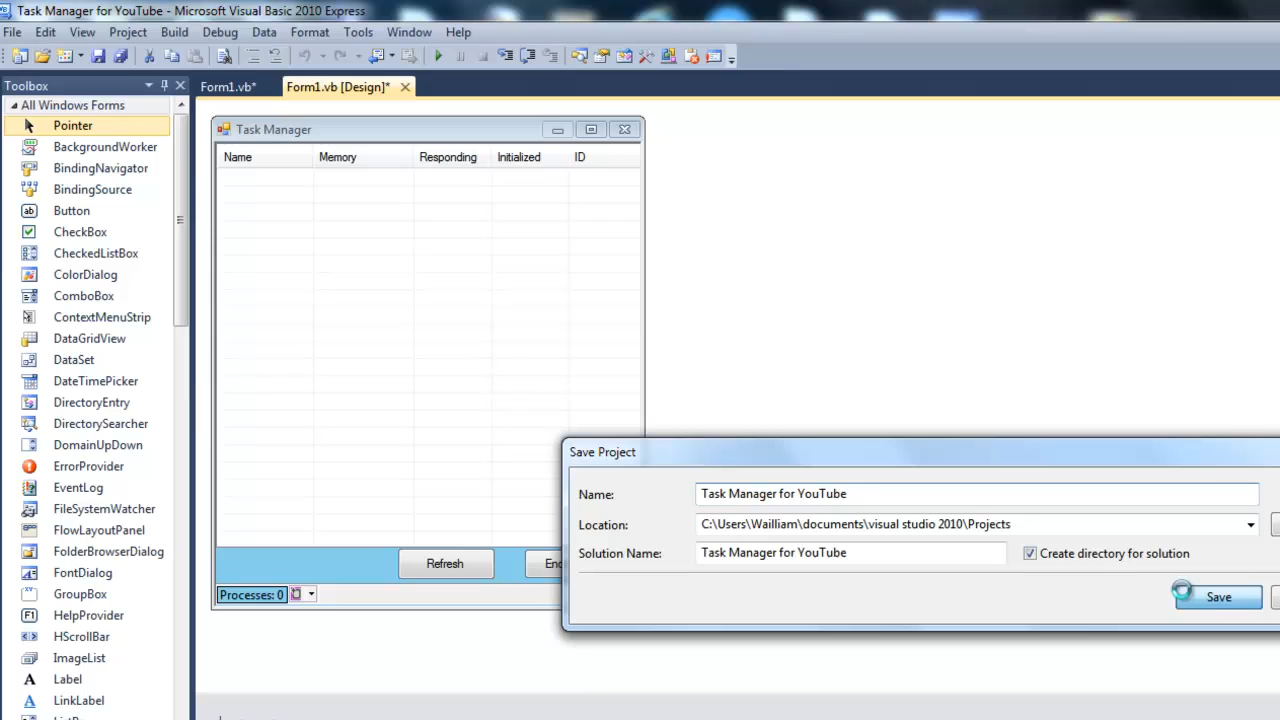 Task Manager for YouTube - Microsoft Visual Basic 2010 Express
File Edit View Project Build Debug Data Format Tools Window Help
Toolbox
Form1.vb* Form1.vb [Design]*
All Windows Forms
Pointer
BackgroundWorker
BindingNavigator
BindingSource
Button
CheckBox
CheckedListBox
ColorDialog
ComboBox
ContextMenuStrip
DataGridView
DataSet
DateTimePicker
DirectoryEntry
DirectorySearcher
DomainUpDown
ErrorProvider
EventLog
FileSystemWatcher
FlowLayoutPanel
FolderBrowserDialog
FontDialog
GroupBox
HelpProvider
HScrollBar
ImageList
Label
LinkLabel
Task Manager
Name Memory Responding Initialized ID
Refresh
Processes: 0
Save Project
Name: Task Manager for YouTube
Location: C:\Users\Wailliam\documents\visual studio 2010\Projects
Solution Name: Task Manager for YouTube Create directory for solution
Save